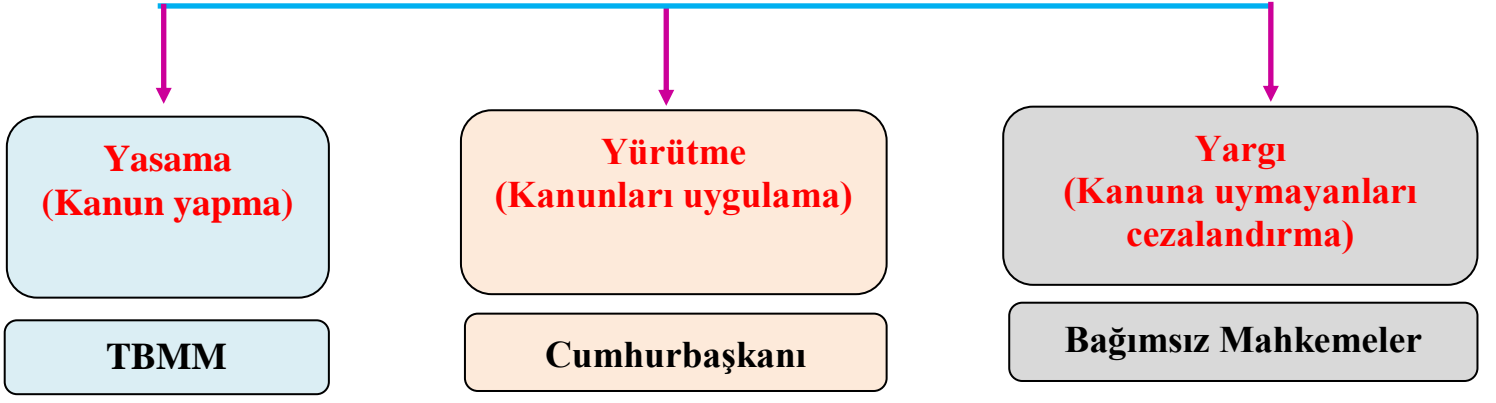 Yasama
(Kanun yapma)
TBMM
Yürütme
(Kanunları uygulama)
Cumhurbaşkanı
Yargı
(Kanuna uymayanları
cezalandırma)
Bağımsız Mahkemeler